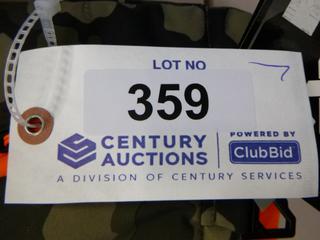 LOT NO
359
CENTURY AUCTIONS
POWERED BY
ClubBid
A DIVISION OF CENTURY SERVICES